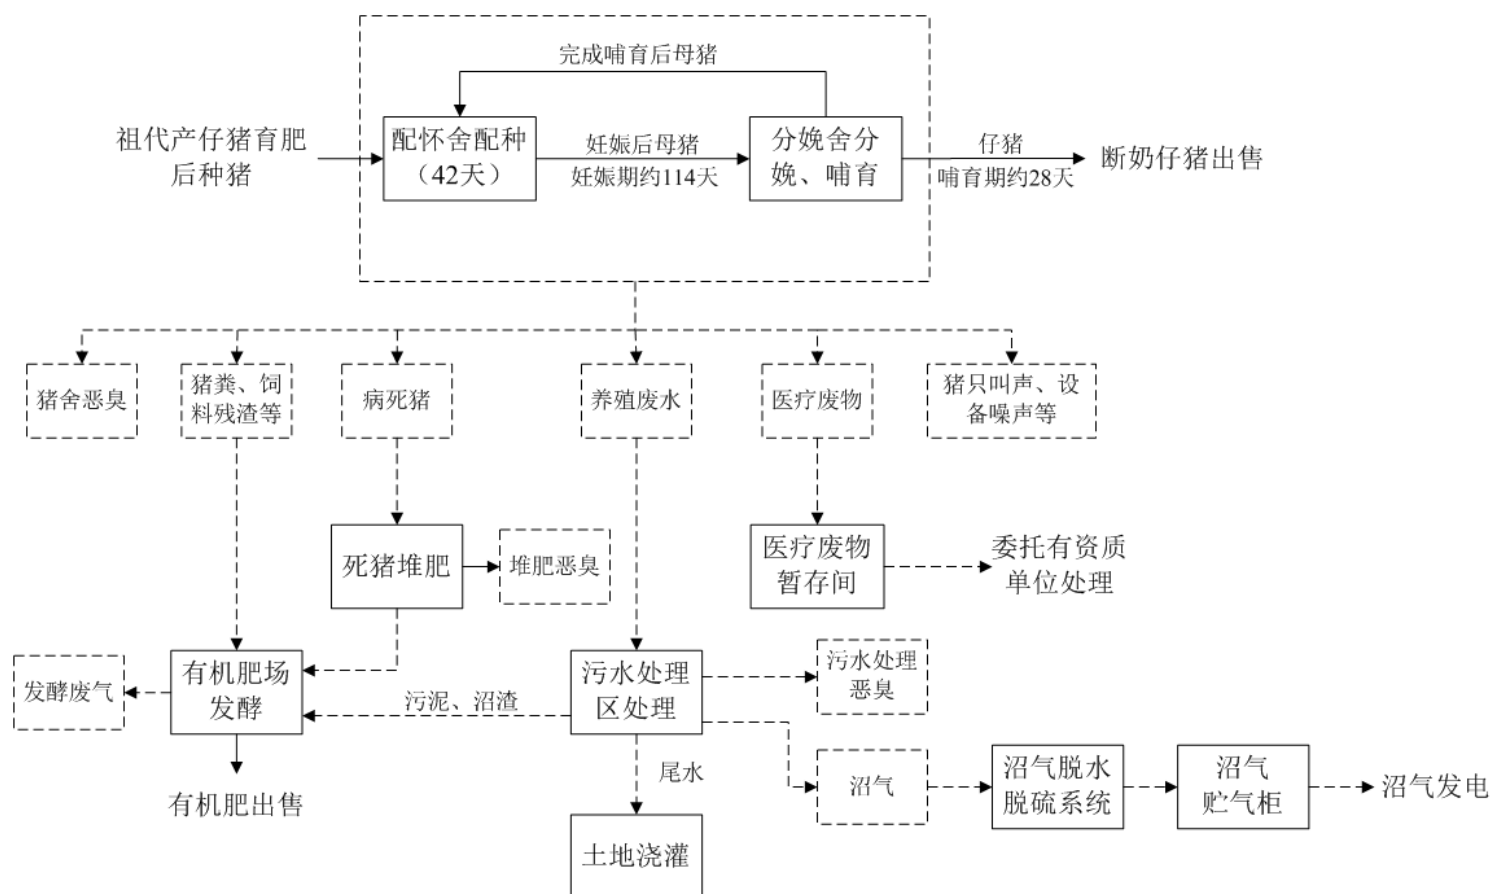 完成哺育后母猪
祖代产仔猪育肥
后种猪
配怀舍配种
（42天）
妊娠后母猪
妊娠期约114天
分娩舍分
娩、哺育
仔猪
哺育期约28天
断奶仔猪出售
猪舍恶臭
猪粪、饲
料残渣等
病死猪
养殖废水
医疗废物
猪只叫声、设
备噪声等
死猪堆肥
堆肥恶臭
医疗废物
暂存间
委托有资质
单位处理
发酵废气
有机肥场
发酵
污泥、沼渣
污水处理
区处理
污水处理
恶臭
有机肥出售
尾水
土地浇灌
沼气
沼气脱水
脱硫系统
沼气
贮气柜
沼气发电